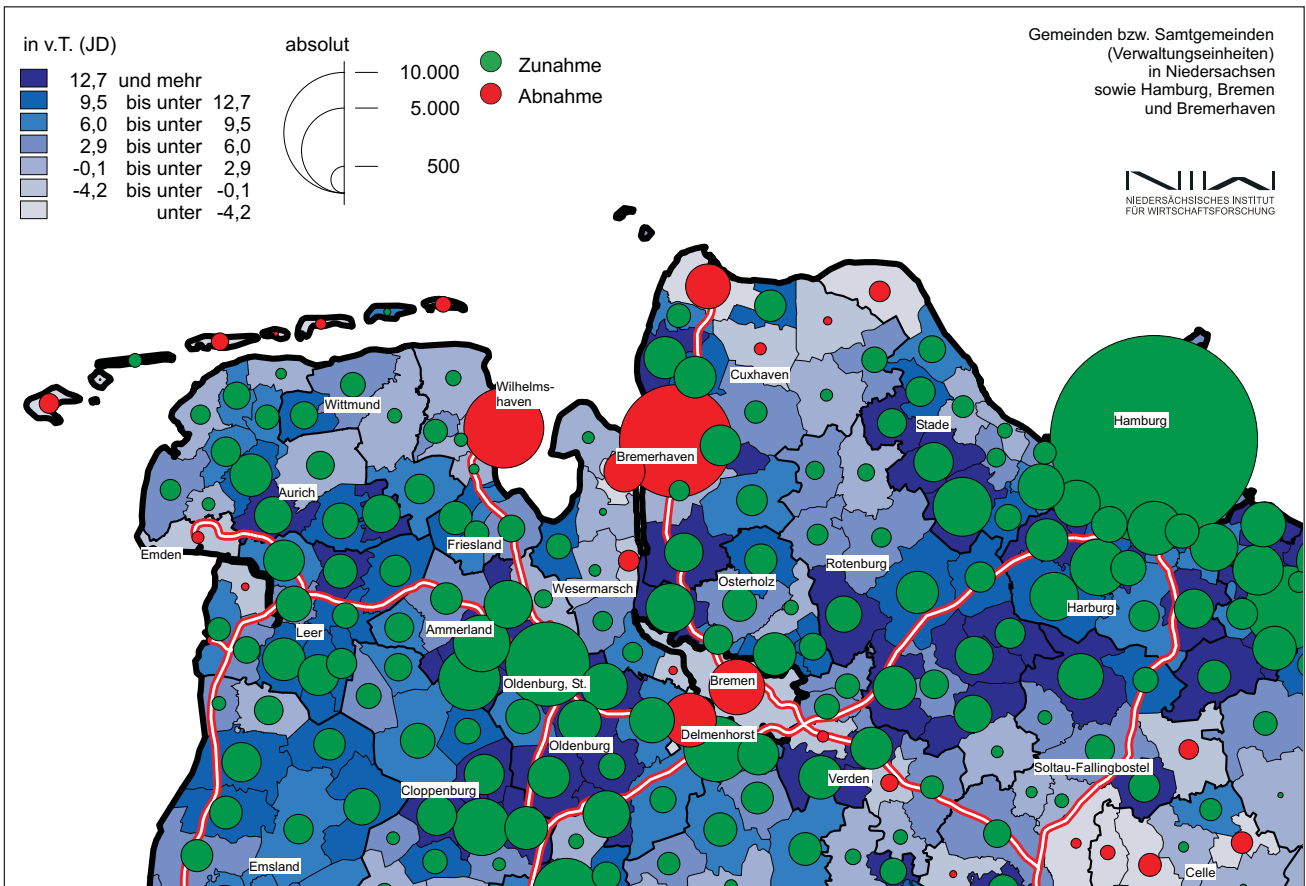 in v.T. (JD)
12,7 und mehr
9,5 bis unter 12,7
6,0 bis unter 9,5
2,9 bis unter 6,0
-0,1 bis unter 2,9
-4,2 bis unter -0,1
unter -4,2
absolut
10.000
5.000
500
Zunahme
Abnahme
Gemeinden bzw. Samtgemeinden
(Verwaltungseinheiten)
in Niedersachsen
sowie Hamburg, Bremen
und Bremerhaven
NIW
NIEDERSÄCHSISCHES INSTITUT
FÜR WIRTSCHAFTSFORSCHUNG
Wilhelms-
haven
Cuxhaven
Wittmund
Stade
Hamburg
Bremerhaven
Aurich
Emden
Friesland
Wesermarsch
Osterholz
Rotenburg
Harburg
Leer
Ammerland
Oldenburg, St.
Bremen
Delmenhorst
Oldenburg
Verden
Soltau-Fallingbostel
Cloppenburg
Emsland
Celle